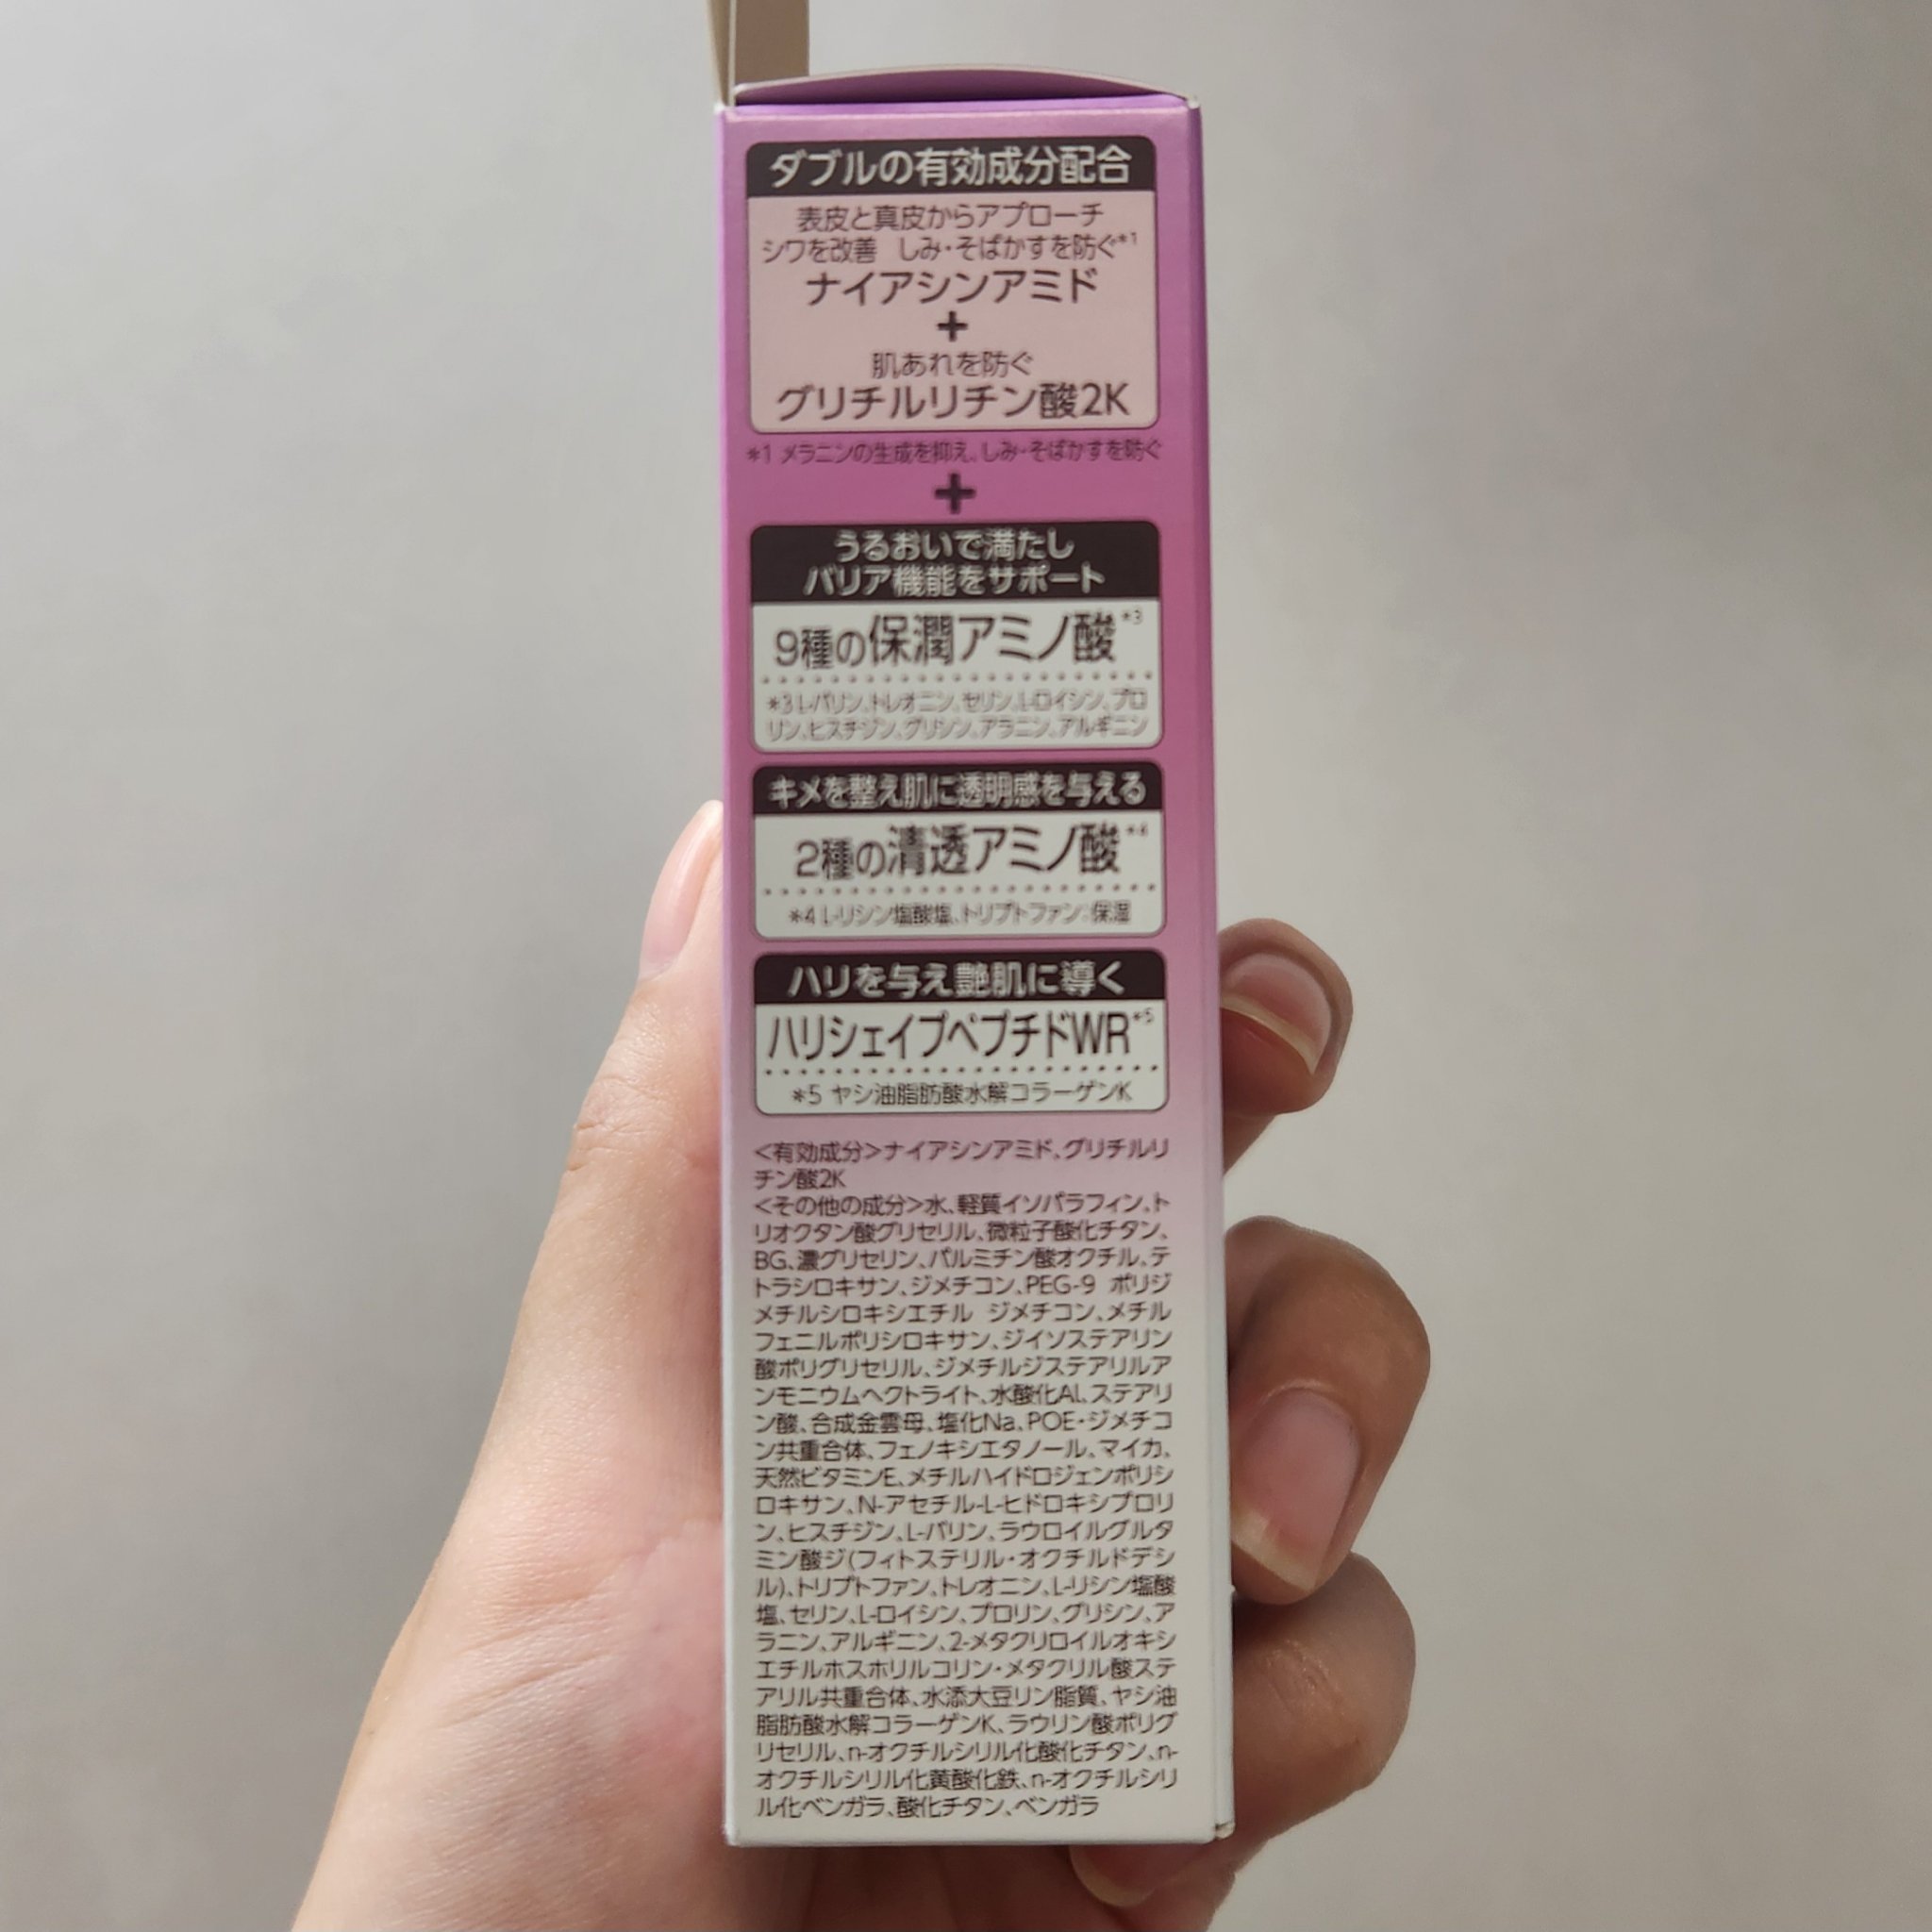 ダブルの有効成分配合
表皮と真皮からアプローチ
シワを改善 しみ・そばかすを防ぐ*1
ナイアシンアミド
+
肌あれを防ぐ
グリチルリチン酸2K
*1 メラニンの生成を抑え、しみ・そばかすを防ぐ
+
うるおいで満たし
バリア機能をサポート
9種の保潤アミノ酸*3
*3 L-バリン、トレオニン、セリン、L-ロイシン、プロ
リン、ヒスチジン、グリシン、アラニン、アルギニン
キメを整え肌に透明感を与える
2種の清透アミノ酸*4
*4 L-リシン塩酸塩、トリプトファン:保湿
ハリを与え艶肌に導く
ハリシェイプペプチドWR*5
*5 ヤシ油脂肪酸水解コラーゲンK
<有効成分>ナイアシンアミド、グリチルリ
チン酸2K
<その他の成分>水、軽質イソパラフィン、ト
リオクタン酸グリセリル、微粒子酸化チタン、
BG、濃グリセリン、パルミチン酸オクチル、テ
トラシロキサン、ジメチコン、PEG-9 ポリジ
メチルシロキシエチル ジメチコン、メチル
フェニルポリシロキサン、ジイソステアリン
酸ポリグリセリル、ジメチルジステアリルア
ンモニウムヘクトライト、水酸化Al、ステアリ
ン酸、合成金雲母、塩化Na、POE・ジメチコ
ン共重合体、フェノキシエタノール、マイカ、
天然ビタミンE、メチルハイドロジェンポリシ
ロキサン、N-アセチル-L-ヒドロキシプロリ
ン、ヒスチジン、L-バリン、ラウロイルグルタ
ミン酸ジ(フィトステリル・オクチルドデシ
ル)、トリプトファン、トレオニン、L-リシン塩酸
塩、セリン、L-ロイシン、プロリン、グリシン、ア
ラニン、アルギニン、2-メタクリロイルオキシ
エチルホスホリルコリン・メタクリル酸ステ
アリル共重合体、水添大豆リン脂質、ヤシ油
脂肪酸水解コラーゲンK、ラウリン酸ポリグ
リセリル、n-オクチルシリル化酸化チタン、n-
オクチルシリル化黄酸化鉄、n-オクチルシリ
ル化ベンガラ、酸化チタン、ベンガラ